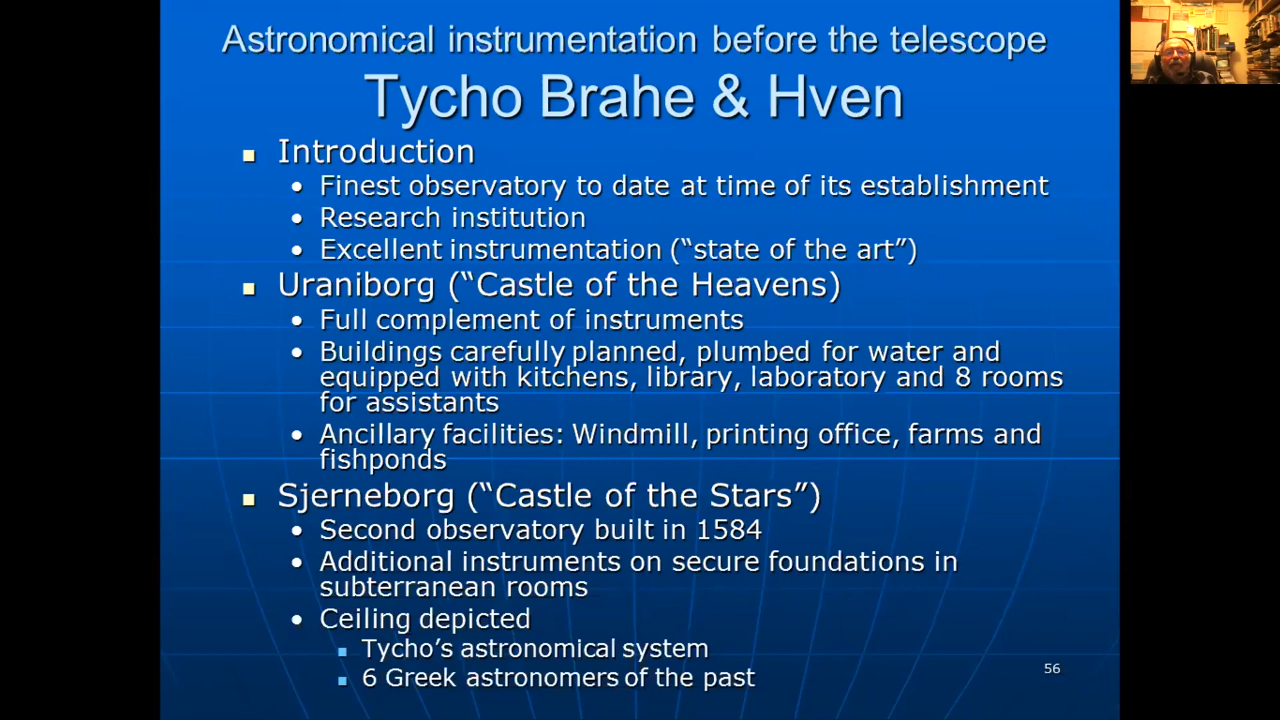 Astronomical instrumentation before the telescope
Tycho Brahe & Hven
Introduction
Finest observatory to date at time of its establishment
Research institution
Excellent instrumentation (“state of the art”)
Uraniborg (“Castle of the Heavens)
Full complement of instruments
Buildings carefully planned, plumbed for water and
equipped with kitchens, library, laboratory and 8 rooms
for assistants
Ancillary facilities: Windmill, printing office, farms and
fishponds
Sjerneborg (“Castle of the Stars”)
Second observatory built in 1584
Additional instruments on secure foundations in
subterranean rooms
Ceiling depicted
Tycho’s astronomical system
6 Greek astronomers of the past
56